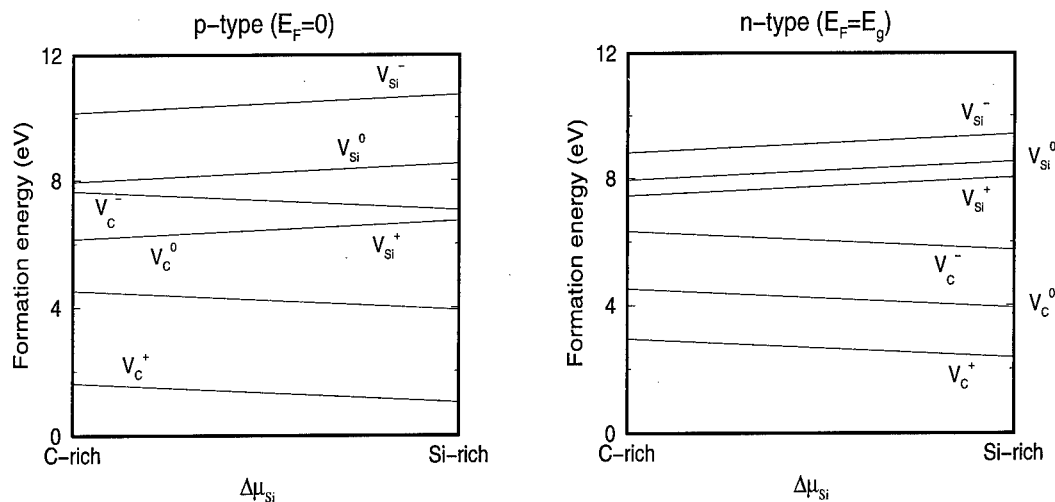 p-type (E_F=0)
12
8
4
0
Formation energy (eV)
V_Si^-
V_Si^0
V_C^-
V_Si^+
V_C^0
V_C^+
C-rich
Si-rich
Δμ_Si
n-type (E_F=E_g)
12
8
4
0
Formation energy (eV)
V_Si^-
V_Si^0
V_Si^+
V_C^-
V_C^0
V_C^+
C-rich
Si-rich
Δμ_Si